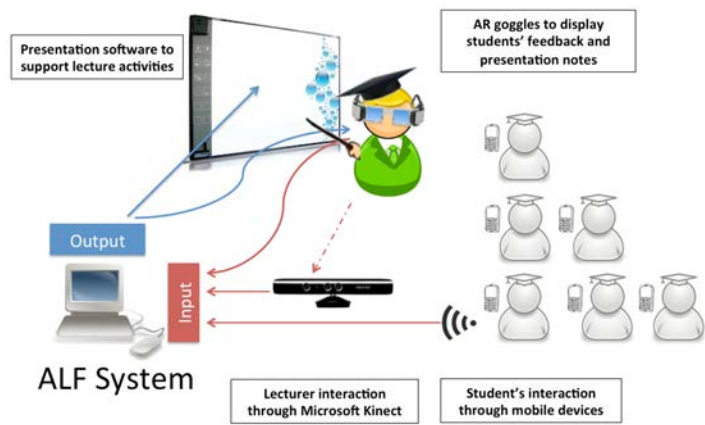 Presentation software to
support lecture activities
AR goggles to display
students' feedback and
presentation notes
Output
Input
ALF System
Lecturer interaction
through Microsoft Kinect
Student's interaction
through mobile devices